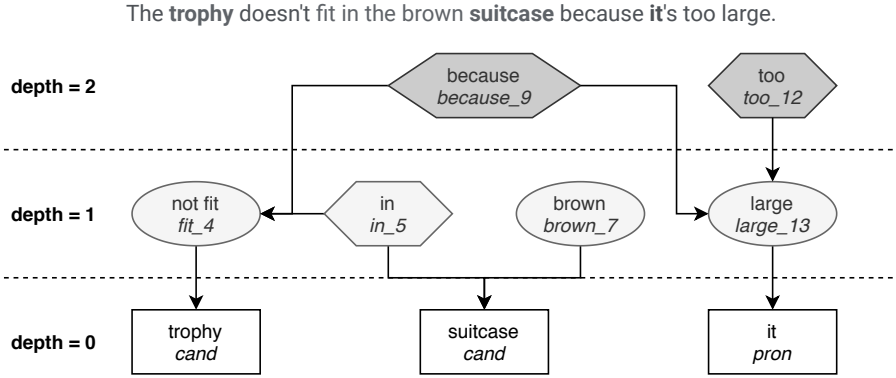 The trophy doesn't fit in the brown suitcase because it's too large.
depth = 2
because
because_9
too
too_12
depth = 1
not fit
fit_4
in
in_5
brown
brown_7
large
large_13
depth = 0
trophy
cand
suitcase
cand
it
pron